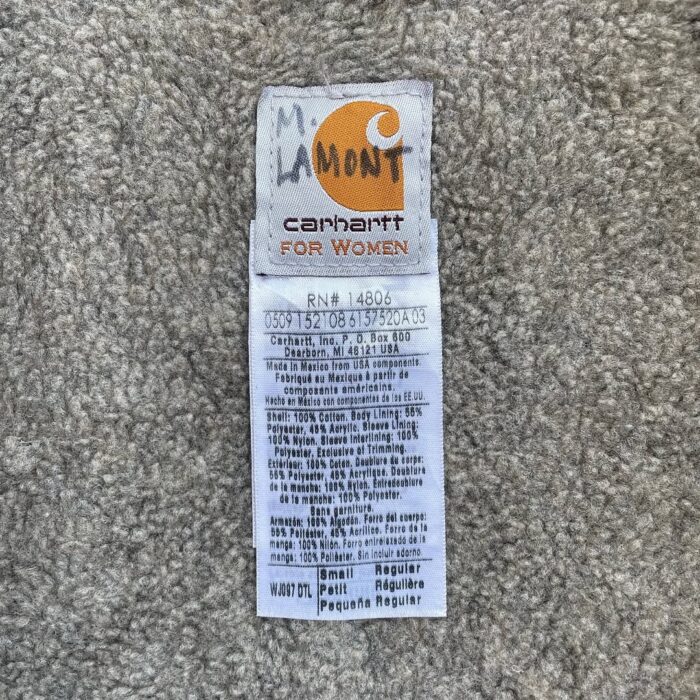 M.
LAMONT
carhartt
FOR WOMEN
RN# 14806
0509 152108 6157520A 03
Carhartt, Inc. P. O. Box 600
Dearborn, MI 48121 USA
Made in Mexico from USA components.
Fabriqué au Mexique à partir de
composants américains.
Hecho en México con componentes de los EE.UU.
Shell: 100% Cotton. Body Lining: 55%
Polyester, 45% Acrylic. Sleeve Lining:
100% Nylon. Sleeve Interlining: 100%
Polyester, Exclusive of Trimming.
Extérieur: 100% Coton. Doublure du corps:
55% Polyester, 45% Acrylique. Doublure
de la manche: 100% Nylon. Entredoublure
de la manche: 100% Polyester.
Sans garniture.
Armazón: 100% Algodón. Forro del cuerpo:
55% Poliéster, 45% Acrílico. Forro de la
manga: 100% Nilón. Forro entrelazado de la
manga: 100% Poliéster. Sin incluir adorno.
WJ097 DTL
Small Regular
Petit Régulière
Pequeña Regular